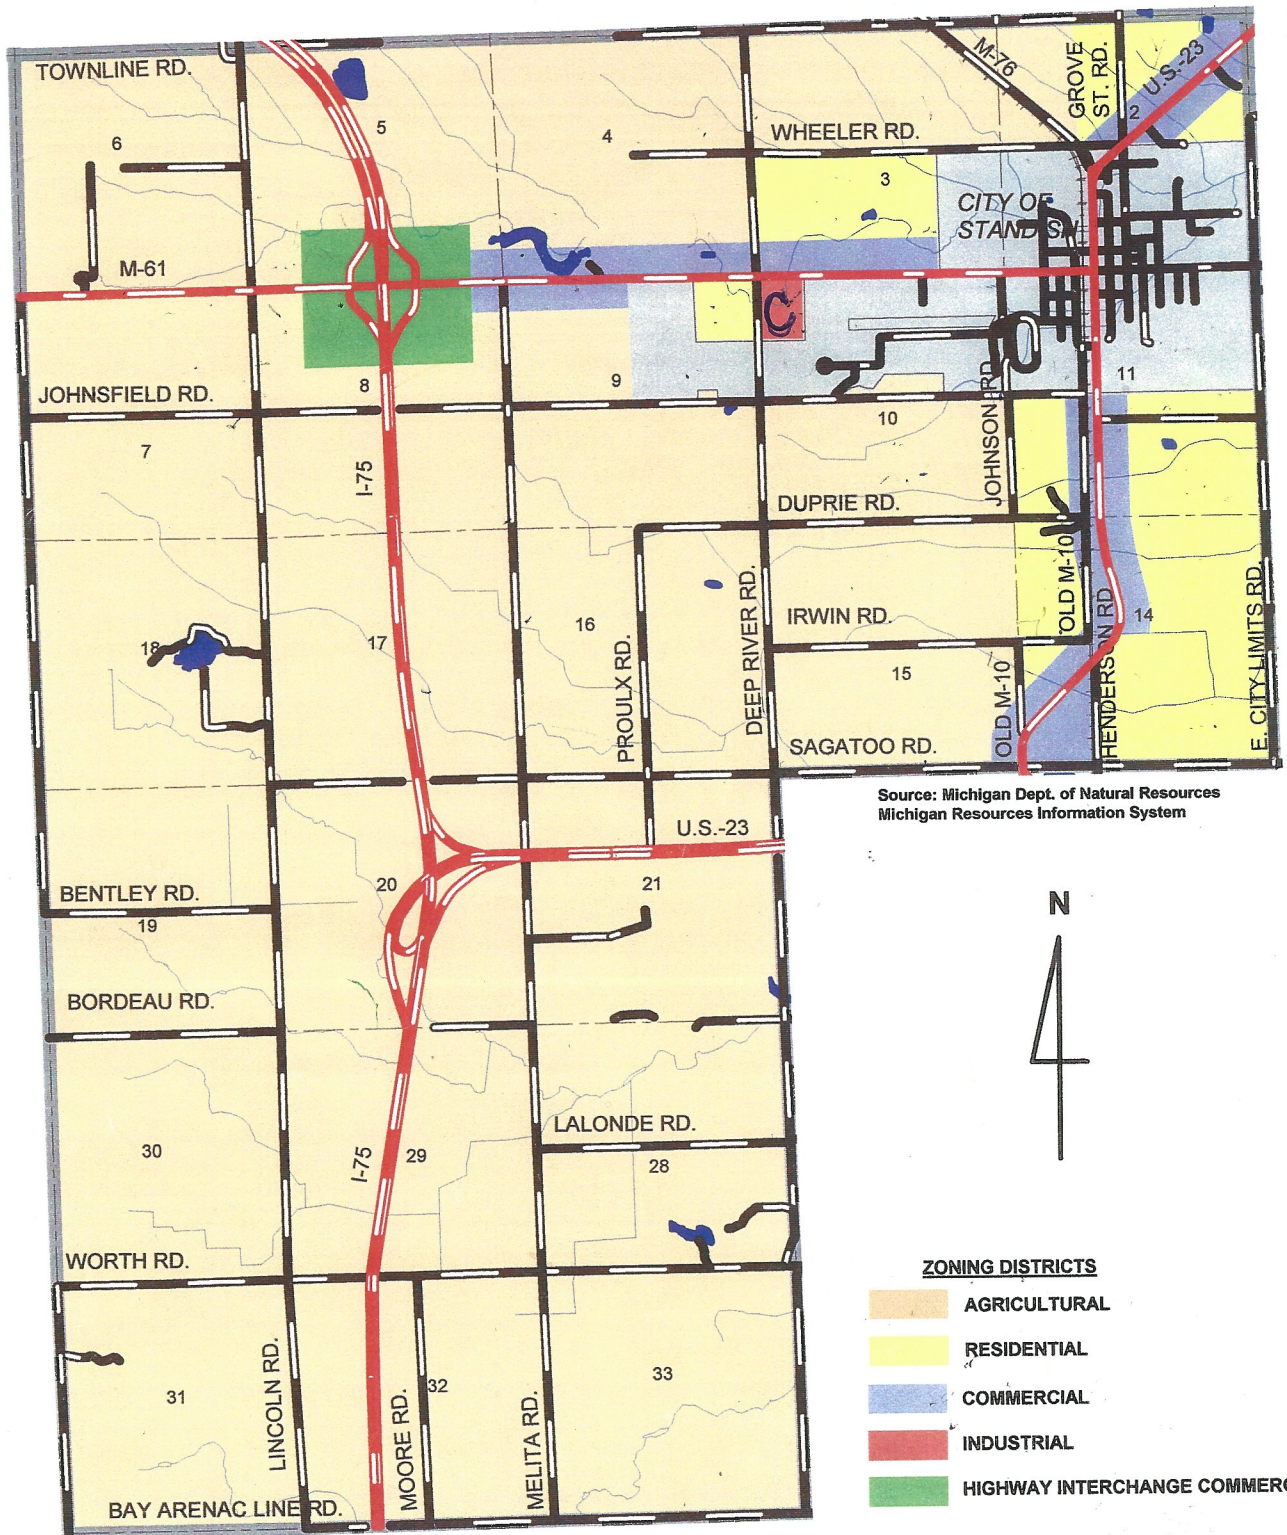 TOWNLINE RD.
M-76
GROVE
ST. RD.
U.S.-23
2
5
4
6
WHEELER RD.
3
CITY OF
STANDISH
M-61
C
JOHNSFIELD RD.
8
9
10
11
7
I-75
JOHNSON RD.
DUPRIE RD.
OLD M-10
18
17
16
PROULX RD.
DEEP RIVER RD.
IRWIN RD.
14
15
HENDERSON RD
E. CITY LIMITS RD.
OLD M-10
SAGATOO RD.
Source: Michigan Dept. of Natural Resources
Michigan Resources Information System
U.S.-23
20
21
BENTLEY RD.
19
N
BORDEAU RD.
LALONDE RD.
30
I-75
29
28
WORTH RD.
ZONING DISTRICTS
AGRICULTURAL
RESIDENTIAL
COMMERCIAL
INDUSTRIAL
HIGHWAY INTERCHANGE COMMERC
31
LINCOLN RD.
MOORE RD.
32
MELITA RD.
33
BAY ARENAC LINE RD.